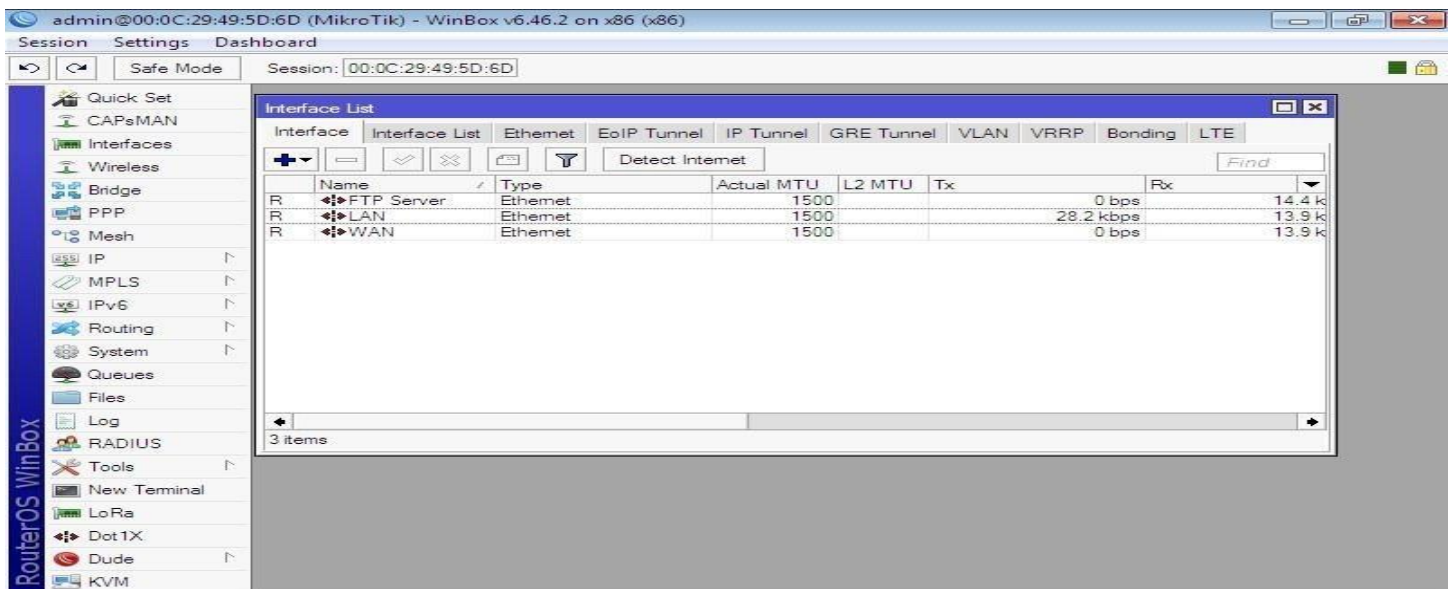 admin@00:0C:29:49:5D:6D (MikroTik) - WinBox v6.46.2 on x86 (x86)
Session Settings Dashboard
Safe Mode Session: 00:0C:29:49:5D:6D
Quick Set
CAPsMAN
Interfaces
Wireless
Bridge
PPP
Mesh
IP
MPLS
IPv6
Routing
System
Queues
Files
Log
RADIUS
Tools
New Terminal
LoRa
Dot1X
Dude
KVM
RouterOS WinBox
Interface List
Interface Interface List Ethernet EoIP Tunnel IP Tunnel GRE Tunnel VLAN VRRP Bonding LTE
Detect Internet Find
Name Type Actual MTU L2 MTU Tx Rx
R FTP Server Ethernet 1500 0 bps 14.4 k
R LAN Ethernet 1500 28.2 kbps 13.9 k
R WAN Ethernet 1500 0 bps 13.9 k
3 items